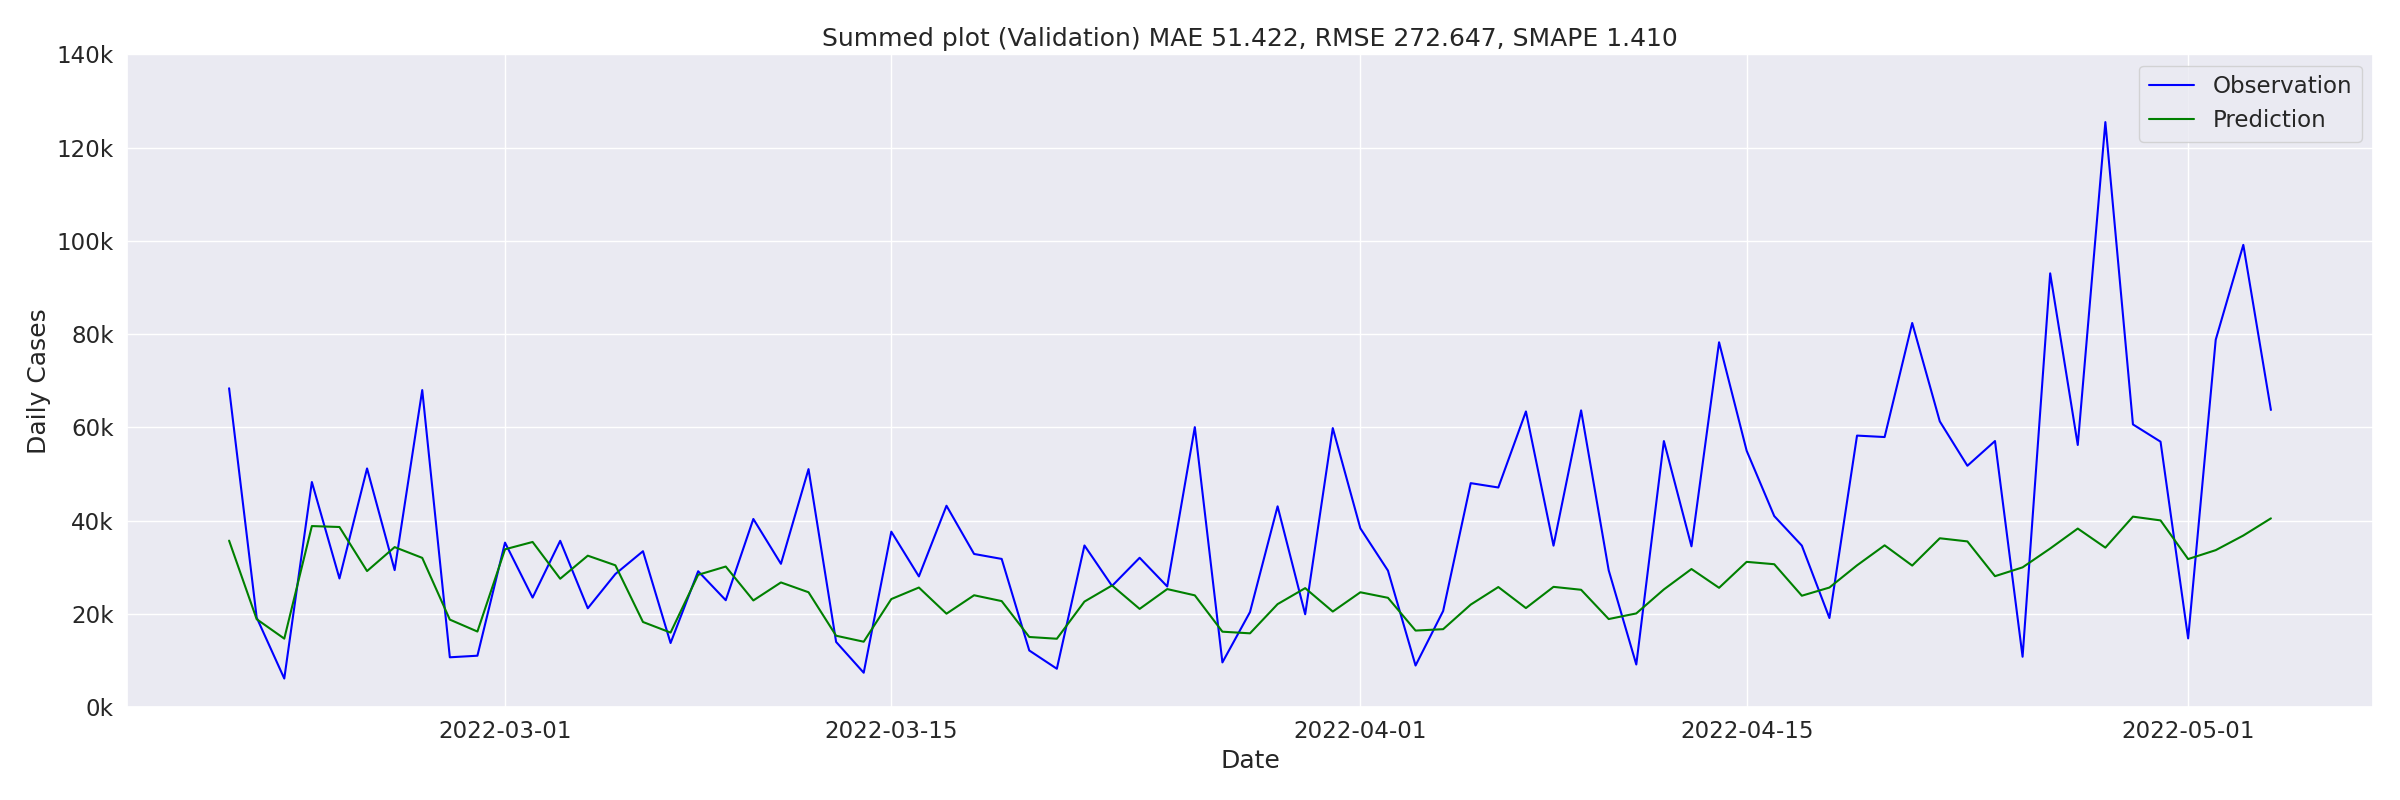 Summed plot (Validation) MAE 51.422, RMSE 272.647, SMAPE 1.410
140k
120k
100k
80k
60k
40k
20k
0k
Daily Cases
Observation
Prediction
2022-03-01
2022-03-15
2022-04-01
2022-04-15
2022-05-01
Date